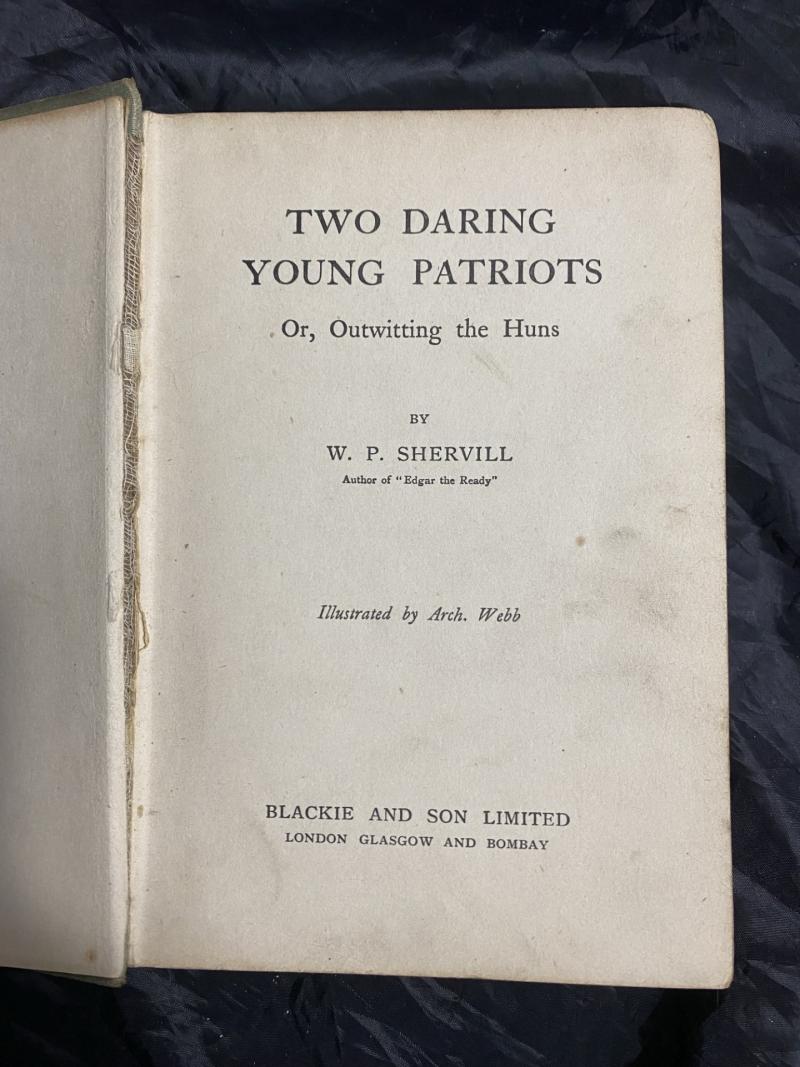 TWO DARING
YOUNG PATRIOTS
Or, Outwitting the Huns
BY
W. P. SHERVILL
Author of "Edgar the Ready"
Illustrated by Arch. Webb
BLACKIE AND SON LIMITED
LONDON GLASGOW AND BOMBAY